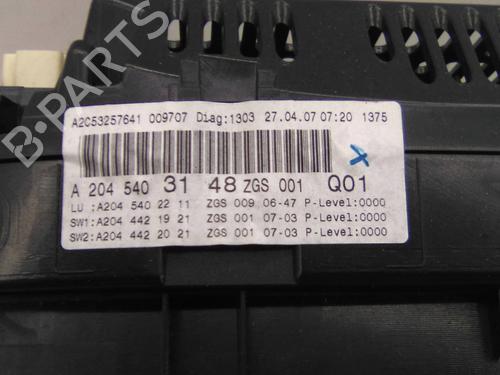 B-PARTS
A2C53257641 009707 Diag:1303 27.04.07 07:20 1375
A 204 540 31 48 ZGS 001 Q01
LU :A204 540 22 11 ZGS 009 06-47 P-Level:0000
SW1:A204 442 19 21 ZGS 001 07-03 P-Level:0000
SW2:A204 442 20 21 ZGS 001 07-03 P-Level:0000